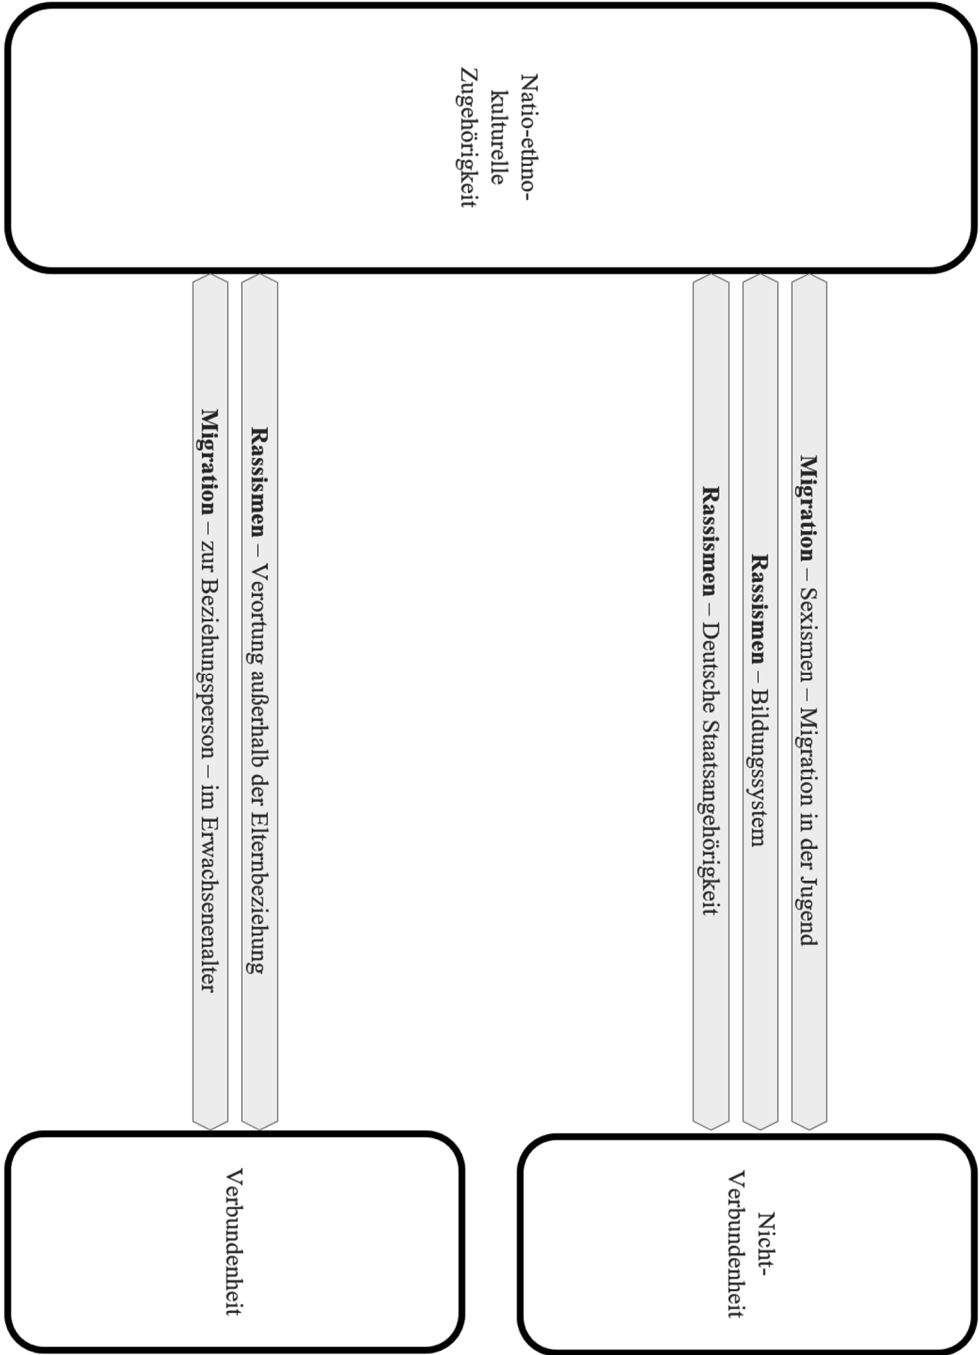 Natio-ethno-
kulturelle
Zugehörigkeit
Migration – Sexismen – Migration in der Jugend
Rassismen – Bildungssystem
Rassismen – Deutsche Staatsangehörigkeit
Nicht-
Verbundenheit
Rassismen – Verortung außerhalb der Elternbeziehung
Migration – zur Beziehungsperson – im Erwachsenenalter
Verbundenheit